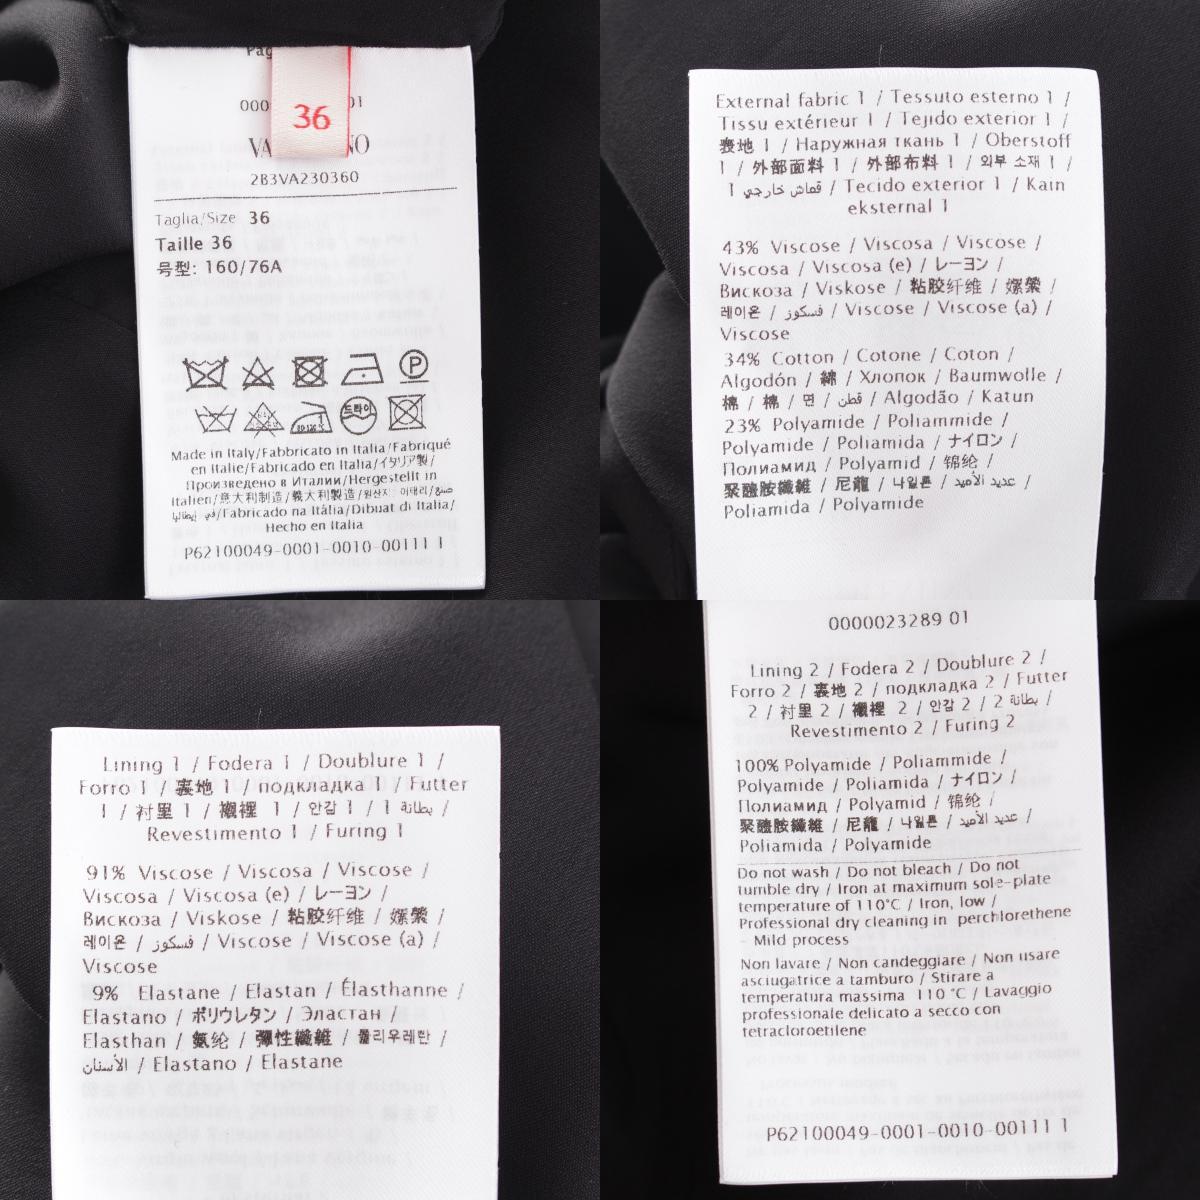 36
2B3VA230360
Taglia/Size 36
Taille 36
号型: 160/76A
P
드라이
Made in Italy/Fabbricato in Italia/Fabriqué
en Italie/Fabricado en Italia/イタリア製/
Произведено в Италии/Hergestellt in
Italien/意大利制造/義大利製造/원산지: 이태리/صنع
في إيطاليا/Fabricado na Itália/Dibuat di Italia/
Hecho en Italia
P62100049-0001-0010-00111 1
External fabric 1 / Tessuto esterno 1 /
Tissu extérieur 1 / Tejido exterior 1 /
表地 1 / Наружная ткань 1 / Oberstoff
1 / 外部面料 1 / 外部布料 1 / 외부 소재 1 /
قماش خارجي 1 / Tecido exterior 1 / Kain
eksternal 1
43% Viscose / Viscosa / Viscose /
Viscosa / Viscosa (e) / レーヨン /
Вискоза / Viskose / 粘胶纤维 / 嫘縈 /
레이온 / فسكوز / Viscose / Viscose (a) /
Viscose
34% Cotton / Cotone / Coton /
Algodón / 綿 / Хлопок / Baumwolle /
棉 / 棉 / 면 / قطن / Algodão / Katun
23% Polyamide / Poliammide /
Polyamide / Poliamida / ナイロン /
Полиамид / Polyamid / 锦纶 /
聚醯胺纖維 / 尼龍 / 나일론 / عديد الأميد /
Poliamida / Polyamide
Lining 1 / Fodera 1 / Doublure 1 /
Forro 1 / 裏地 1 / подкладка 1 / Futter
1 / 衬里 1 / 襯裡 1 / 안감 1 / بطانة 1 /
Revestimento 1 / Furing 1
91% Viscose / Viscosa / Viscose /
Viscosa / Viscosa (e) / レーヨン /
Вискоза / Viskose / 粘胶纤维 / 嫘縈 /
레이온 / فسكوز / Viscose / Viscose (a) /
Viscose
9% Elastane / Elastan / Élasthanne /
Elastano / ポリウレタン / Эластан /
Elasthan / 氨纶 / 彈性纖維 / 폴리우레탄 /
الأسنان / Elastano / Elastane
0000023289 01
Lining 2 / Fodera 2 / Doublure 2 /
Forro 2 / 裏地 2 / подкладка 2 / Futter
2 / 衬里 2 / 襯裡 2 / 안감 2 / بطانة 2 /
Revestimento 2 / Furing 2
100% Polyamide / Poliammide /
Polyamide / Poliamida / ナイロン /
Полиамид / Polyamid / 锦纶 /
聚醯胺纖維 / 尼龍 / 나일론 / عديد الأميد /
Poliamida / Polyamide
Do not wash / Do not bleach / Do not
tumble dry / Iron at maximum sole-plate
temperature of 110°C / Iron, low /
Professional dry cleaning in perchlorethene
- Mild process
Non lavare / Non candeggiare / Non usare
asciugatrice a tamburo / Stirare a
temperatura massima 110 °C / Lavaggio
professionale delicato a secco con
tetracloroetilene
P62100049-0001-0010-00111 1